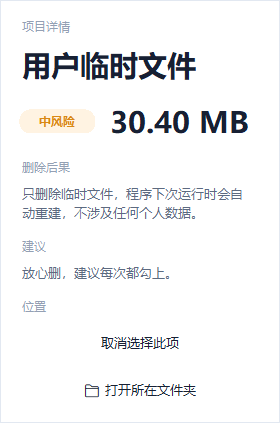 项目详情
用户临时文件
中风险 30.40 MB
删除后果
只删除临时文件，程序下次运行时会自
动重建，不涉及任何个人数据。
建议
放心删，建议每次都勾上。
位置
取消选择此项
打开所在文件夹